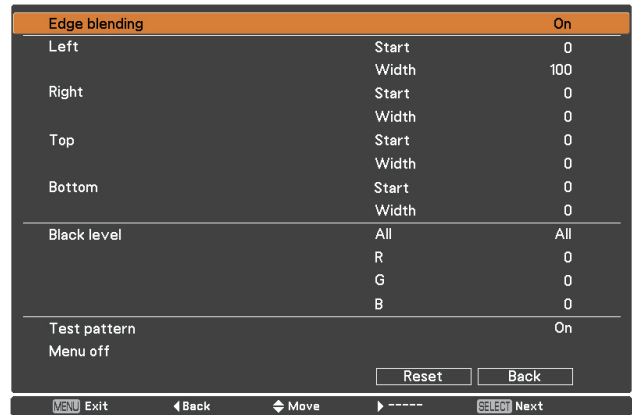 Edge blending On
Left Start 0
Width 100
Right Start 0
Width 0
Top Start 0
Width 0
Bottom Start 0
Width 0
Black level All All
R 0
G 0
B 0
Test pattern On
Menu off
Reset Back
MENU Exit Back Move ----- SELECT Next